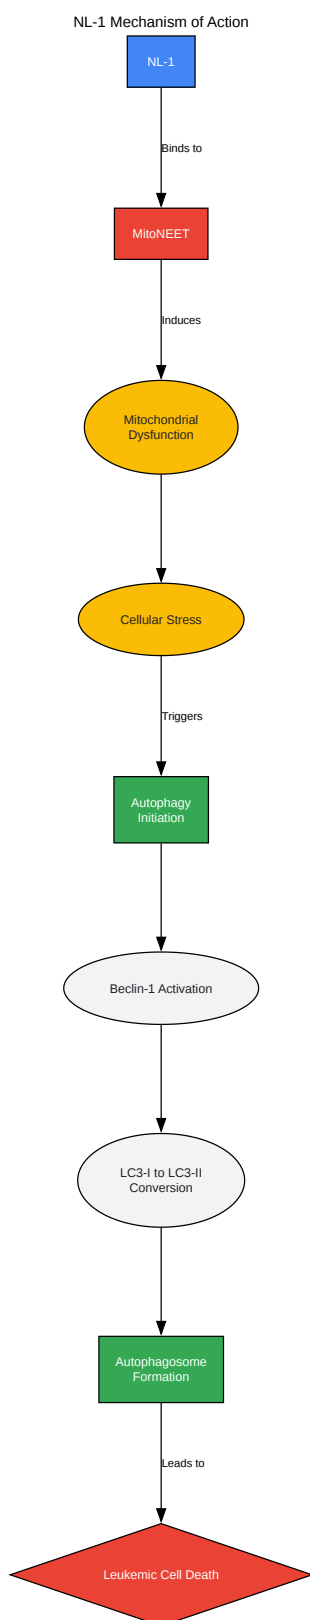 NL-1 Mechanism of Action
NL-1
Binds to
MitoNEET
Induces
Mitochondrial
Dysfunction
Cellular Stress
Triggers
Autophagy
Initiation
Beclin-1 Activation
LC3-I to LC3-II
Conversion
Autophagosome
Formation
Leads to
Leukemic Cell Death